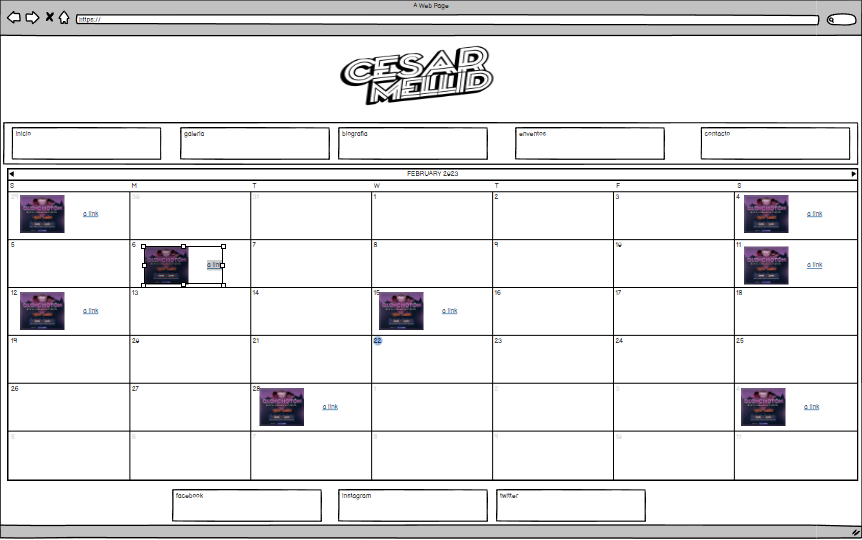 A Web Page
https://
CESAR
MELLID
inicio
galeria
biografia
enventos
contacto
FEBRUARY 2023
S M T W T F S
29 30 31 1 2 3 4
a link a link
5 6 7 8 9 10 11
a link a link
12 13 14 15 16 17 18
a link a link
19 20 21 22 23 24 25
26 27 28 1 2 3 4
a link a link
5 6 7 8 9 10 11
facebook
instagram
twitter